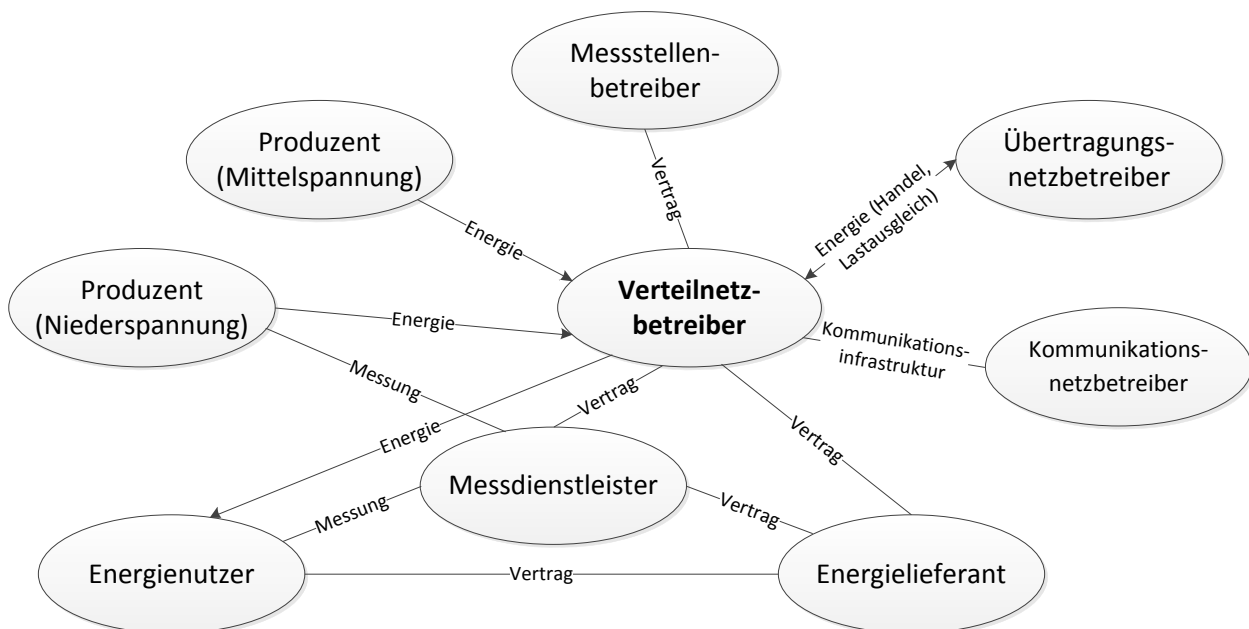 Messstellen-
betreiber
Produzent
(Mittelspannung)
Übertragungs-
netzbetreiber
Vertrag
Energie (Handel,
Lastausgleich)
Energie
Produzent
(Niederspannung)
Verteilnetz-
betreiber
Energie
Kommunikations-
infrastruktur
Kommunikations-
netzbetreiber
Messung
Vertrag
Energie
Vertrag
Messdienstleister
Messung
Vertrag
Energienutzer
Vertrag
Energielieferant